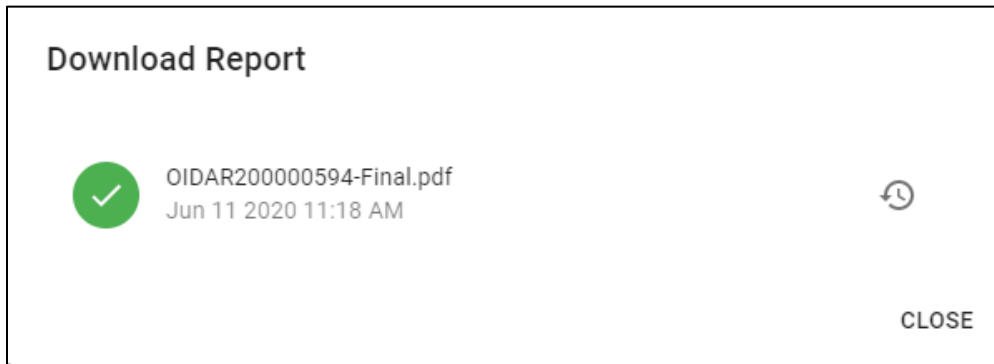 Download Report
OIDAR200000594-Final.pdf
Jun 11 2020 11:18 AM
CLOSE